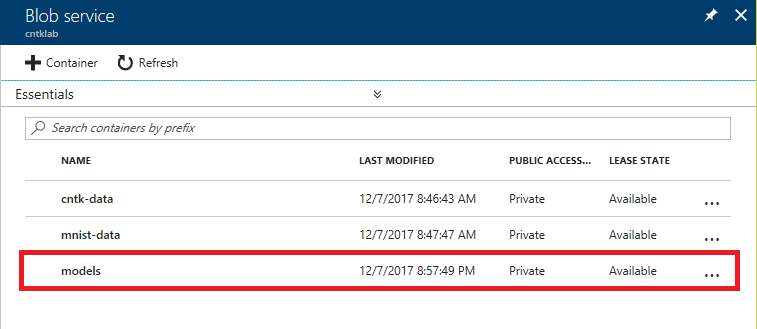 Blob service
cntklab
Container Refresh
Essentials
Search containers by prefix
NAME LAST MODIFIED PUBLIC ACCESS... LEASE STATE
cntk-data 12/7/2017 8:46:43 AM Private Available ...
mnist-data 12/7/2017 8:47:47 AM Private Available ...
models 12/7/2017 8:57:49 PM Private Available ...